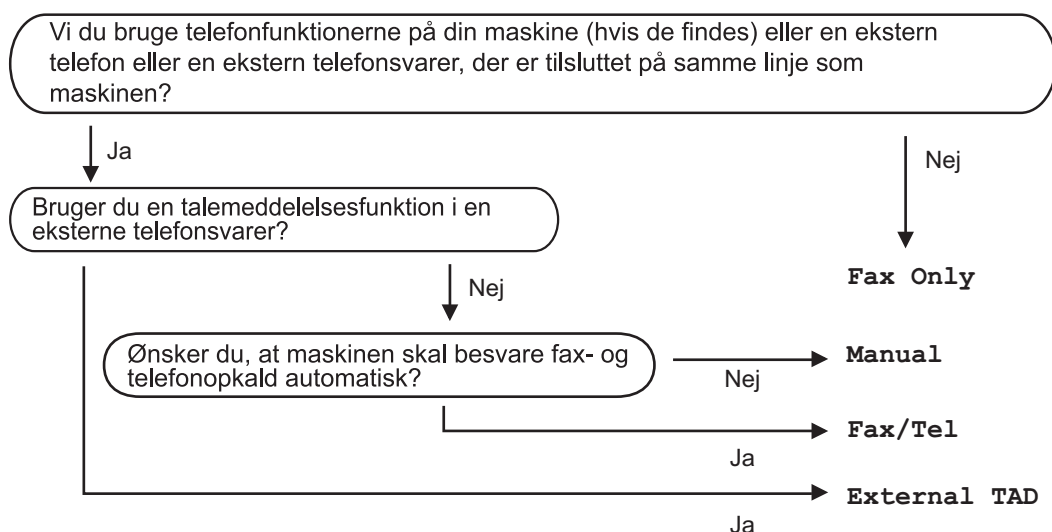 Vi du bruge telefonfunktionerne på din maskine (hvis de findes) eller en ekstern
telefon eller en ekstern telefonsvarer, der er tilsluttet på samme linje som
maskinen?
Ja
Nej
Bruger du en talemeddelelsesfunktion i en
eksterne telefonsvarer?
Fax Only
Nej
Ønsker du, at maskinen skal besvare fax- og
telefonopkald automatisk?
Nej
Manual
Ja
Fax/Tel
Ja
External TAD